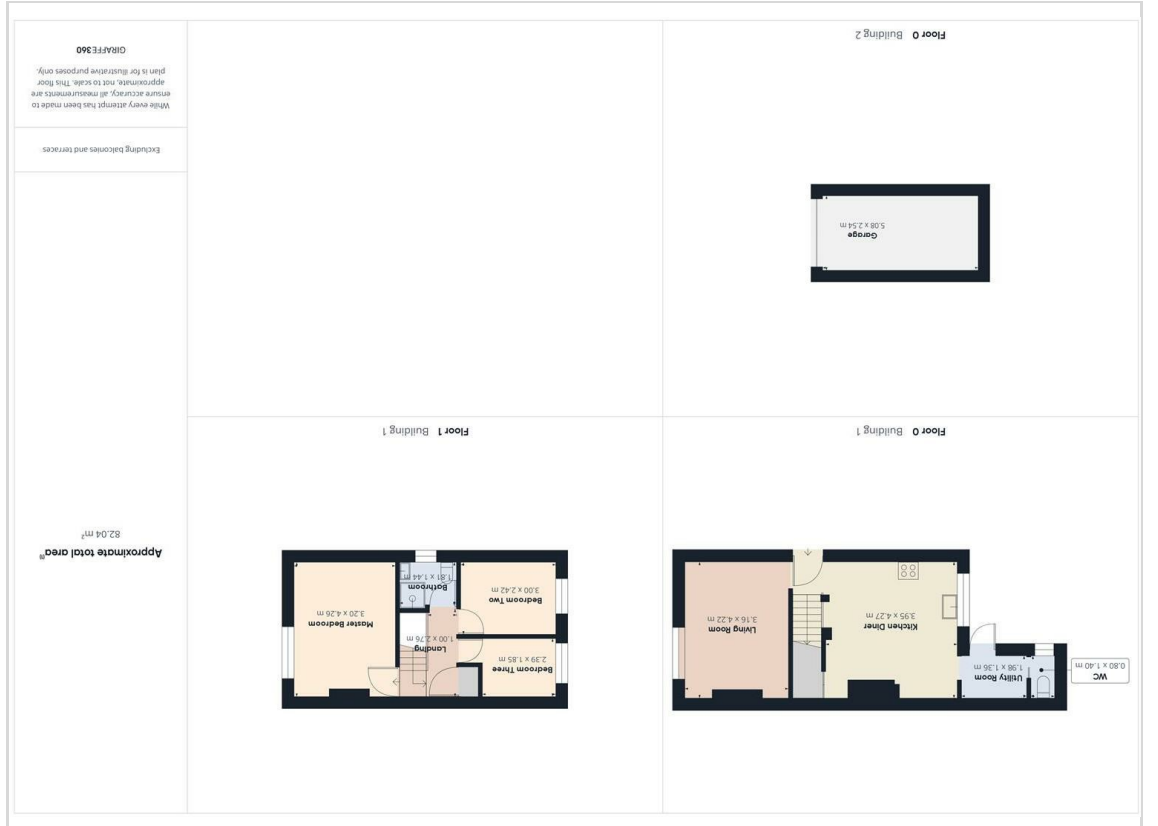 WC
0.80 x 1.40 m
Utility Room
1.98 x 1.36 m
Kitchen Diner
3.95 x 4.27 m
Living Room
3.16 x 4.22 m
Floor 0 Building 1
Bedroom Three
2.39 x 1.85 m
Landing
1.00 x 2.76 m
Bedroom Two
3.00 x 2.42 m
Bathroom
1.81 x 1.44 m
Master Bedroom
3.20 x 4.26 m
Floor 1 Building 1
Garage
5.08 x 2.54 m
Floor 0 Building 2
Approximate total area⁽¹⁾
82.04 m²
Excluding balconies and terraces
While every attempt has been made to
ensure accuracy, all measurements are
approximate, not to scale. This floor
plan is for illustrative purposes only.
GIRAFFE360